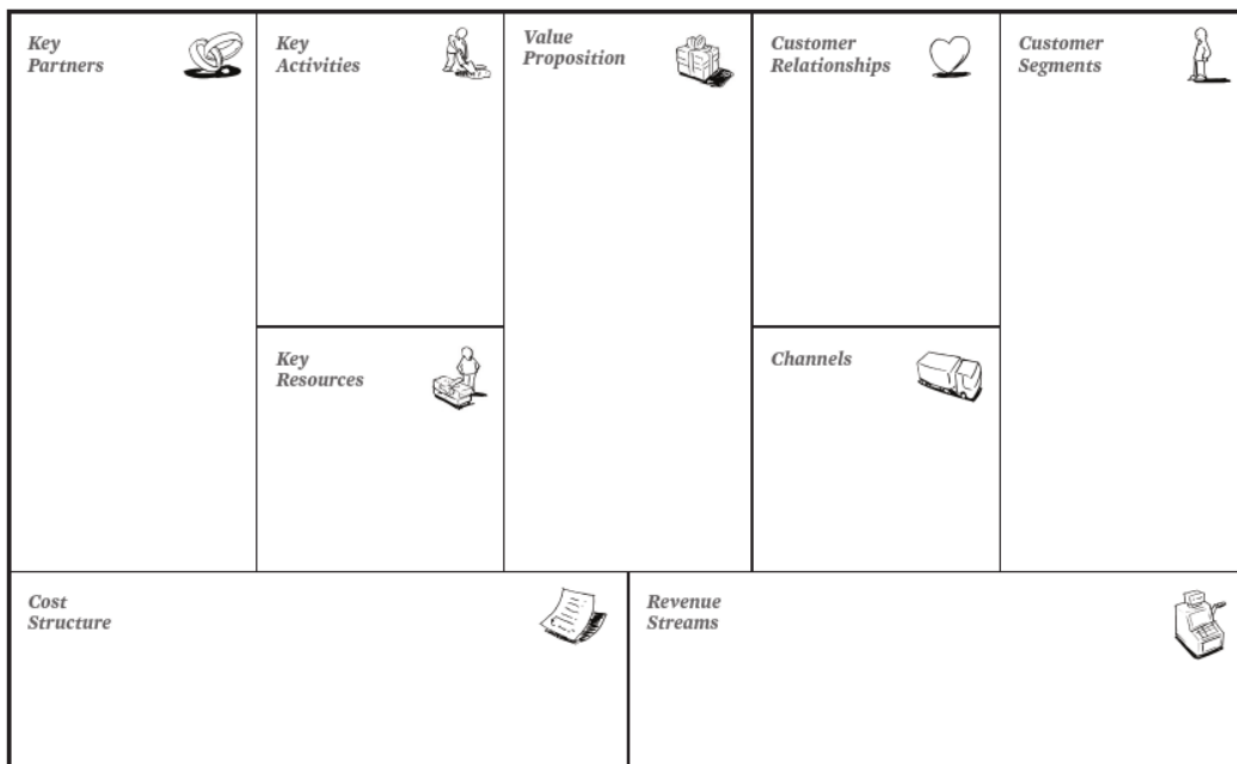 Key
Partners
Key
Activities
Value
Proposition
Customer
Relationships
Customer
Segments
Key
Resources
Channels
Cost
Structure
Revenue
Streams